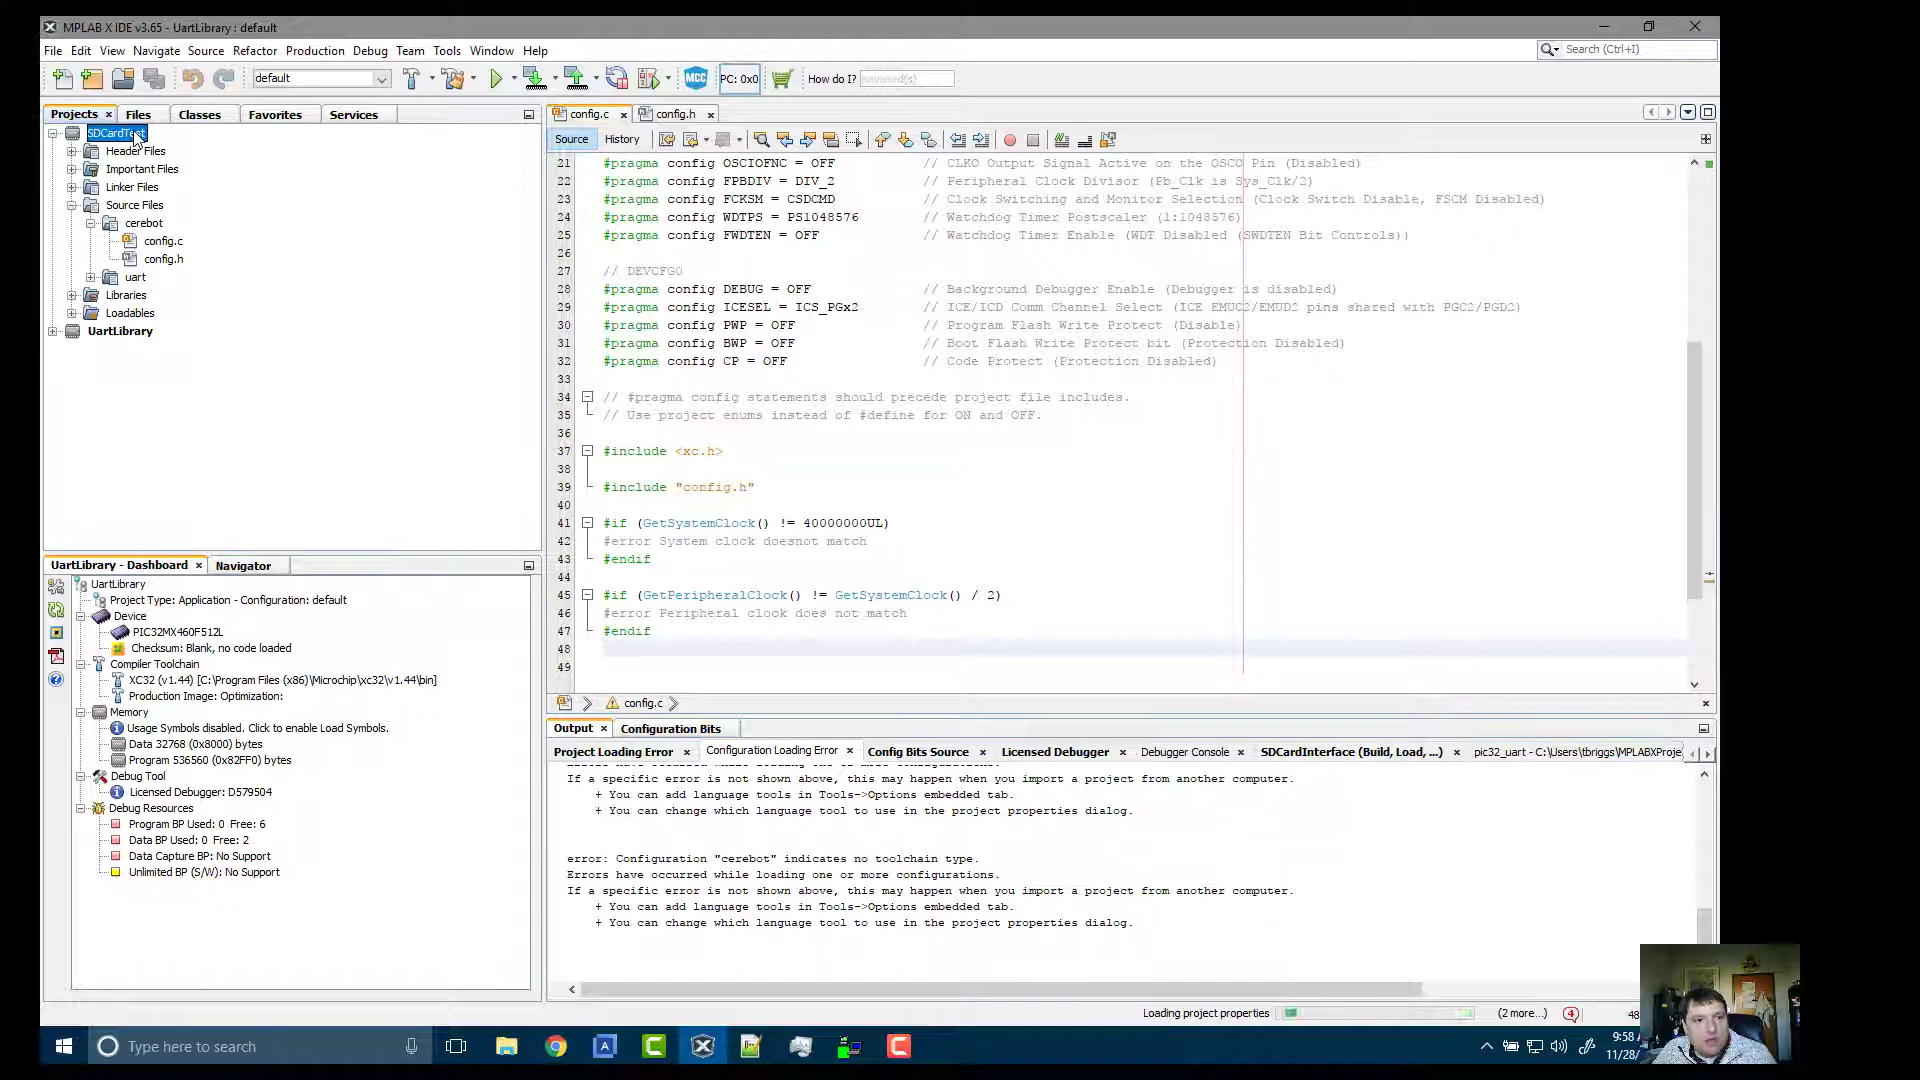 MPLAB X IDE v3.65 - UartLibrary : default
File Edit View Navigate Source Refactor Production Debug Team Tools Window Help
Search (Ctrl+I)
default
MCC
PC: 0x0
How do I?
keyword(s)
Projects
Files
Classes
Favorites
Services
SDCardTest
Header Files
Important Files
Linker Files
Source Files
cerebot
config.c
config.h
uart
Libraries
Loadables
UartLibrary
config.c
config.h
Source
History
21 #pragma config OSCIOFNC = OFF // CLKO Output Signal Active on the OSCO Pin (Disabled)
22 #pragma config FPBDIV = DIV_2 // Peripheral Clock Divisor (Pb_Clk is Sys_Clk/2)
23 #pragma config FCKSM = CSDCMD // Clock Switching and Monitor Selection (Clock Switch Disable, FSCM Disabled)
24 #pragma config WDTPS = PS1048576 // Watchdog Timer Postscaler (1:1048576)
25 #pragma config FWDTEN = OFF // Watchdog Timer Enable (WDT Disabled (SWDTEN Bit Controls))
26
27 // DEVCFG0
28 #pragma config DEBUG = OFF // Background Debugger Enable (Debugger is disabled)
29 #pragma config ICESEL = ICS_PGx2 // ICE/ICD Comm Channel Select (ICE EMUC2/EMUD2 pins shared with PGC2/PGD2)
30 #pragma config PWP = OFF // Program Flash Write Protect (Disable)
31 #pragma config BWP = OFF // Boot Flash Write Protect bit (Protection Disabled)
32 #pragma config CP = OFF // Code Protect (Protection Disabled)
33
34 // #pragma config statements should precede project file includes.
35 // Use project enums instead of #define for ON and OFF.
36
37 #include <xc.h>
38
39 #include "config.h"
40
41 #if (GetSystemClock() != 40000000UL)
42 #error System clock doesnot match
43 #endif
44
45 #if (GetPeripheralClock() != GetSystemClock() / 2)
46 #error Peripheral clock does not match
47 #endif
48
49
config.c
UartLibrary - Dashboard
Navigator
UartLibrary
Project Type: Application - Configuration: default
Device
PIC32MX460F512L
Checksum: Blank, no code loaded
Compiler Toolchain
XC32 (v1.44) [C:\Program Files (x86)\Microchip\xc32\v1.44\bin]
Production Image: Optimization:
Memory
Usage Symbols disabled. Click to enable Load Symbols.
Data 32768 (0x8000) bytes
Program 536560 (0x82FF0) bytes
Debug Tool
Licensed Debugger: D579504
Debug Resources
Program BP Used: 0 Free: 6
Data BP Used: 0 Free: 2
Data Capture BP: No Support
Unlimited BP (S/W): No Support
Output
Configuration Bits
Project Loading Error
Configuration Loading Error
Config Bits Source
Licensed Debugger
Debugger Console
SDCardInterface (Build, Load, ...)
pic32_uart - C:\Users\tbriggs\MPLABXProje
Errors have occurred while loading one or more configurations.
If a specific error is not shown above, this may happen when you import a project from another computer.
+ You can add language tools in Tools->Options embedded tab.
+ You can change which language tool to use in the project properties dialog.
error: Configuration "cerebot" indicates no toolchain type.
Errors have occurred while loading one or more configurations.
If a specific error is not shown above, this may happen when you import a project from another computer.
+ You can add language tools in Tools->Options embedded tab.
+ You can change which language tool to use in the project properties dialog.
Loading project properties
(2 more...)
4
48
Type here to search
9:58
11/28/